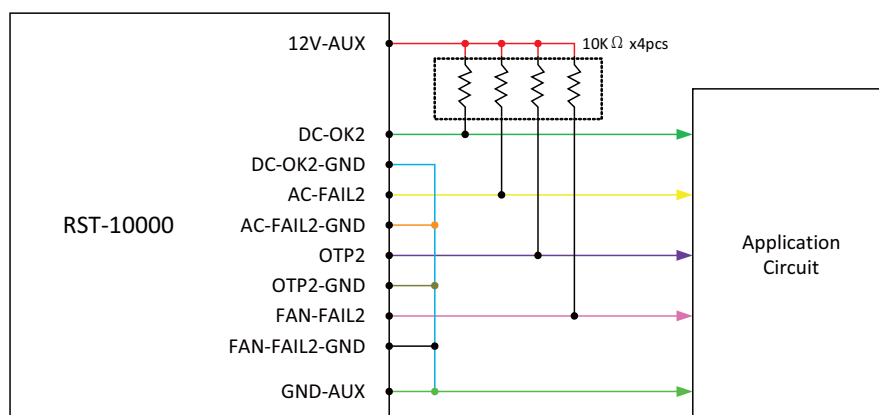 12V-AUX
10KΩ x4pcs
DC-OK2
DC-OK2-GND
AC-FAIL2
RST-10000
AC-FAIL2-GND
OTP2
OTP2-GND
FAN-FAIL2
FAN-FAIL2-GND
GND-AUX
Application
Circuit